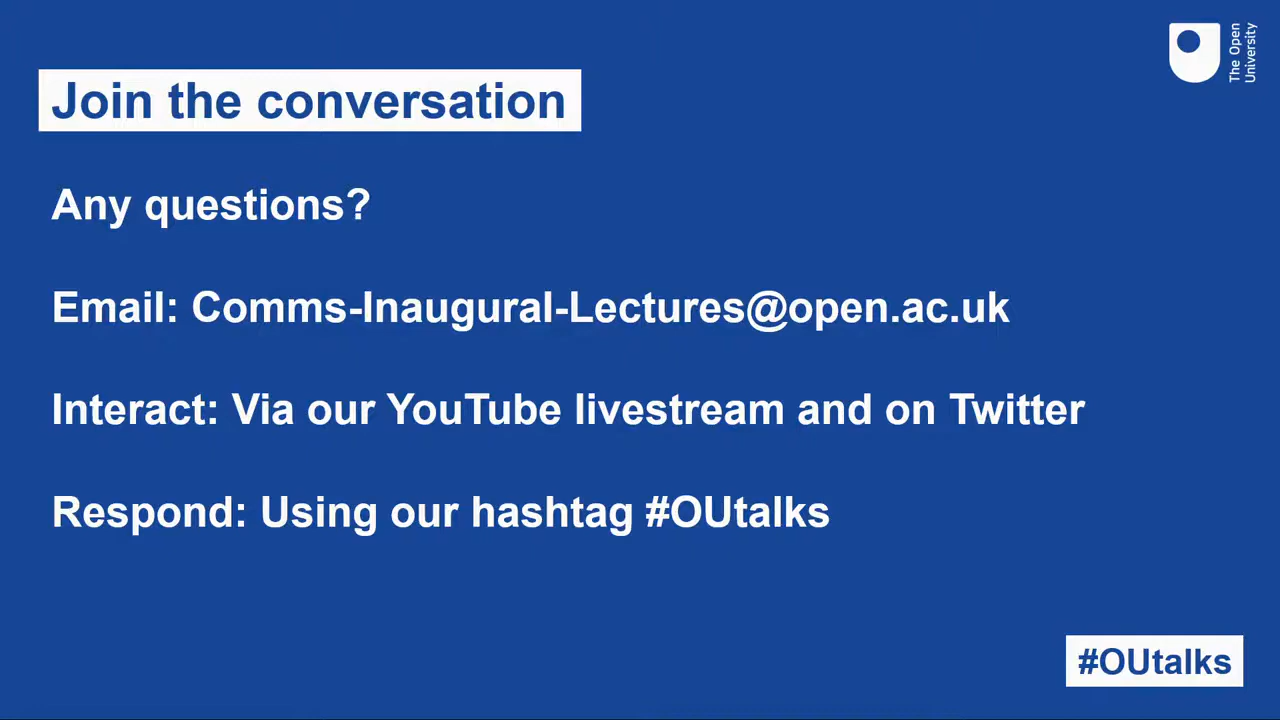 The Open
University
Join the conversation
Any questions?
Email: Comms-Inaugural-Lectures@open.ac.uk
Interact: Via our YouTube livestream and on Twitter
Respond: Using our hashtag #OUtalks
#OUtalks